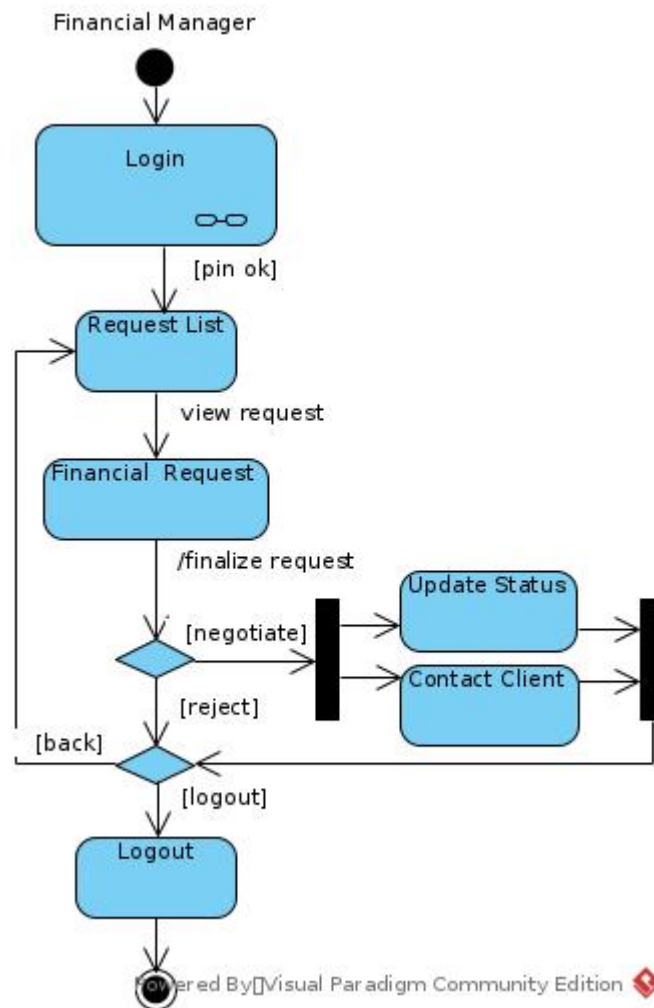 Financial Manager
Login
[pin ok]
Request List
view request
Financial Request
/finalize request
Update Status
[negotiate]
Contact Client
[reject]
[back]
[logout]
Logout
Powered By Visual Paradigm Community Edition